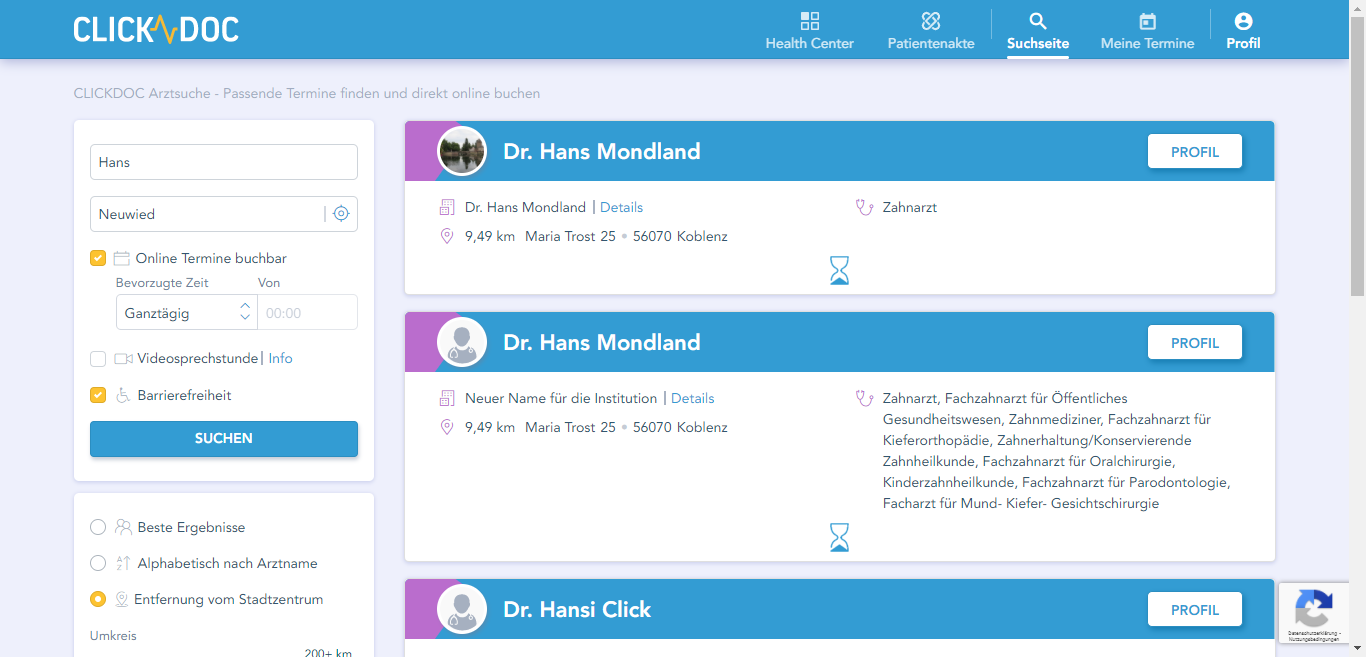 CLICKDOC
Health Center
Patientenakte
Suchseite
Meine Termine
Profil
CLICKDOC Arztsuche - Passende Termine finden und direkt online buchen
Hans
Neuwied
Online Termine buchbar
Bevorzugte Zeit Von
Ganztägig 00:00
Videosprechstunde | Info
Barrierefreiheit
SUCHEN
Beste Ergebnisse
Alphabetisch nach Arztname
Entfernung vom Stadtzentrum
Umkreis
200+ km
Dr. Hans Mondland
PROFIL
Dr. Hans Mondland | Details
9,49 km Maria Trost 25 • 56070 Koblenz
Zahnarzt
Dr. Hans Mondland
PROFIL
Neuer Name für die Institution | Details
9,49 km Maria Trost 25 • 56070 Koblenz
Zahnarzt, Fachzahnarzt für Öffentliches
Gesundheitswesen, Zahnmediziner, Fachzahnarzt für
Kieferorthopädie, Zahnerhaltung/Konservierende
Zahnheilkunde, Fachzahnarzt für Oralchirurgie,
Kinderzahnheilkunde, Fachzahnarzt für Parodontologie,
Facharzt für Mund- Kiefer- Gesichtschirurgie
Dr. Hansi Click
PROFIL
Datenschutzerklärung -
Nutzungsbedingungen